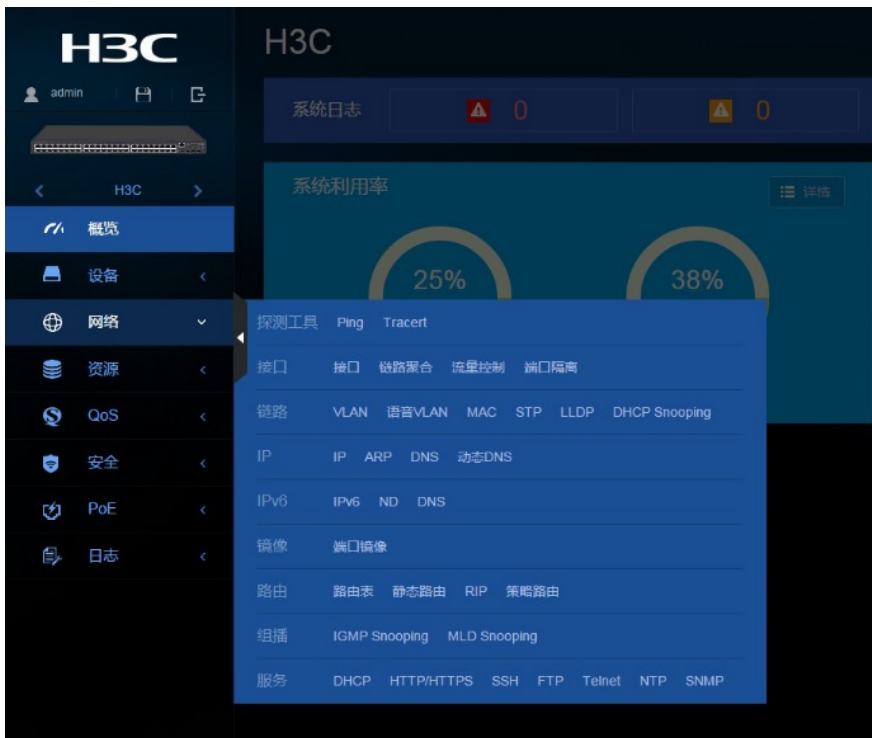 H3C
admin
H3C
概览
设备
网络
资源
QoS
安全
PoE
日志
H3C
系统日志 0 0
系统利用率 详情
25% 38%
探测工具 Ping Tracert
接口 接口 链路聚合 流量控制 端口隔离
链路 VLAN 语音VLAN MAC STP LLDP DHCP Snooping
IP IP ARP DNS 动态DNS
IPv6 IPv6 ND DNS
镜像 端口镜像
路由 路由表 静态路由 RIP 策略路由
组播 IGMP Snooping MLD Snooping
服务 DHCP HTTP/HTTPS SSH FTP Telnet NTP SNMP